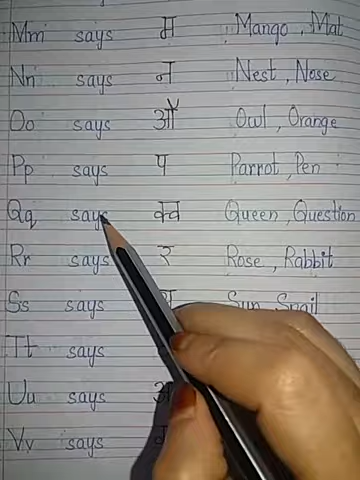 Mm says म Mango, Mat
Nn says न Nest, Nose
Oo says ऑ Owl, Orange
Pp says प Parrot, Pen
Qq says क्व Queen, Question
Rr says र Rose, Rabbit
Ss says Sun, Snail
Tt says
Uu says
Vv says